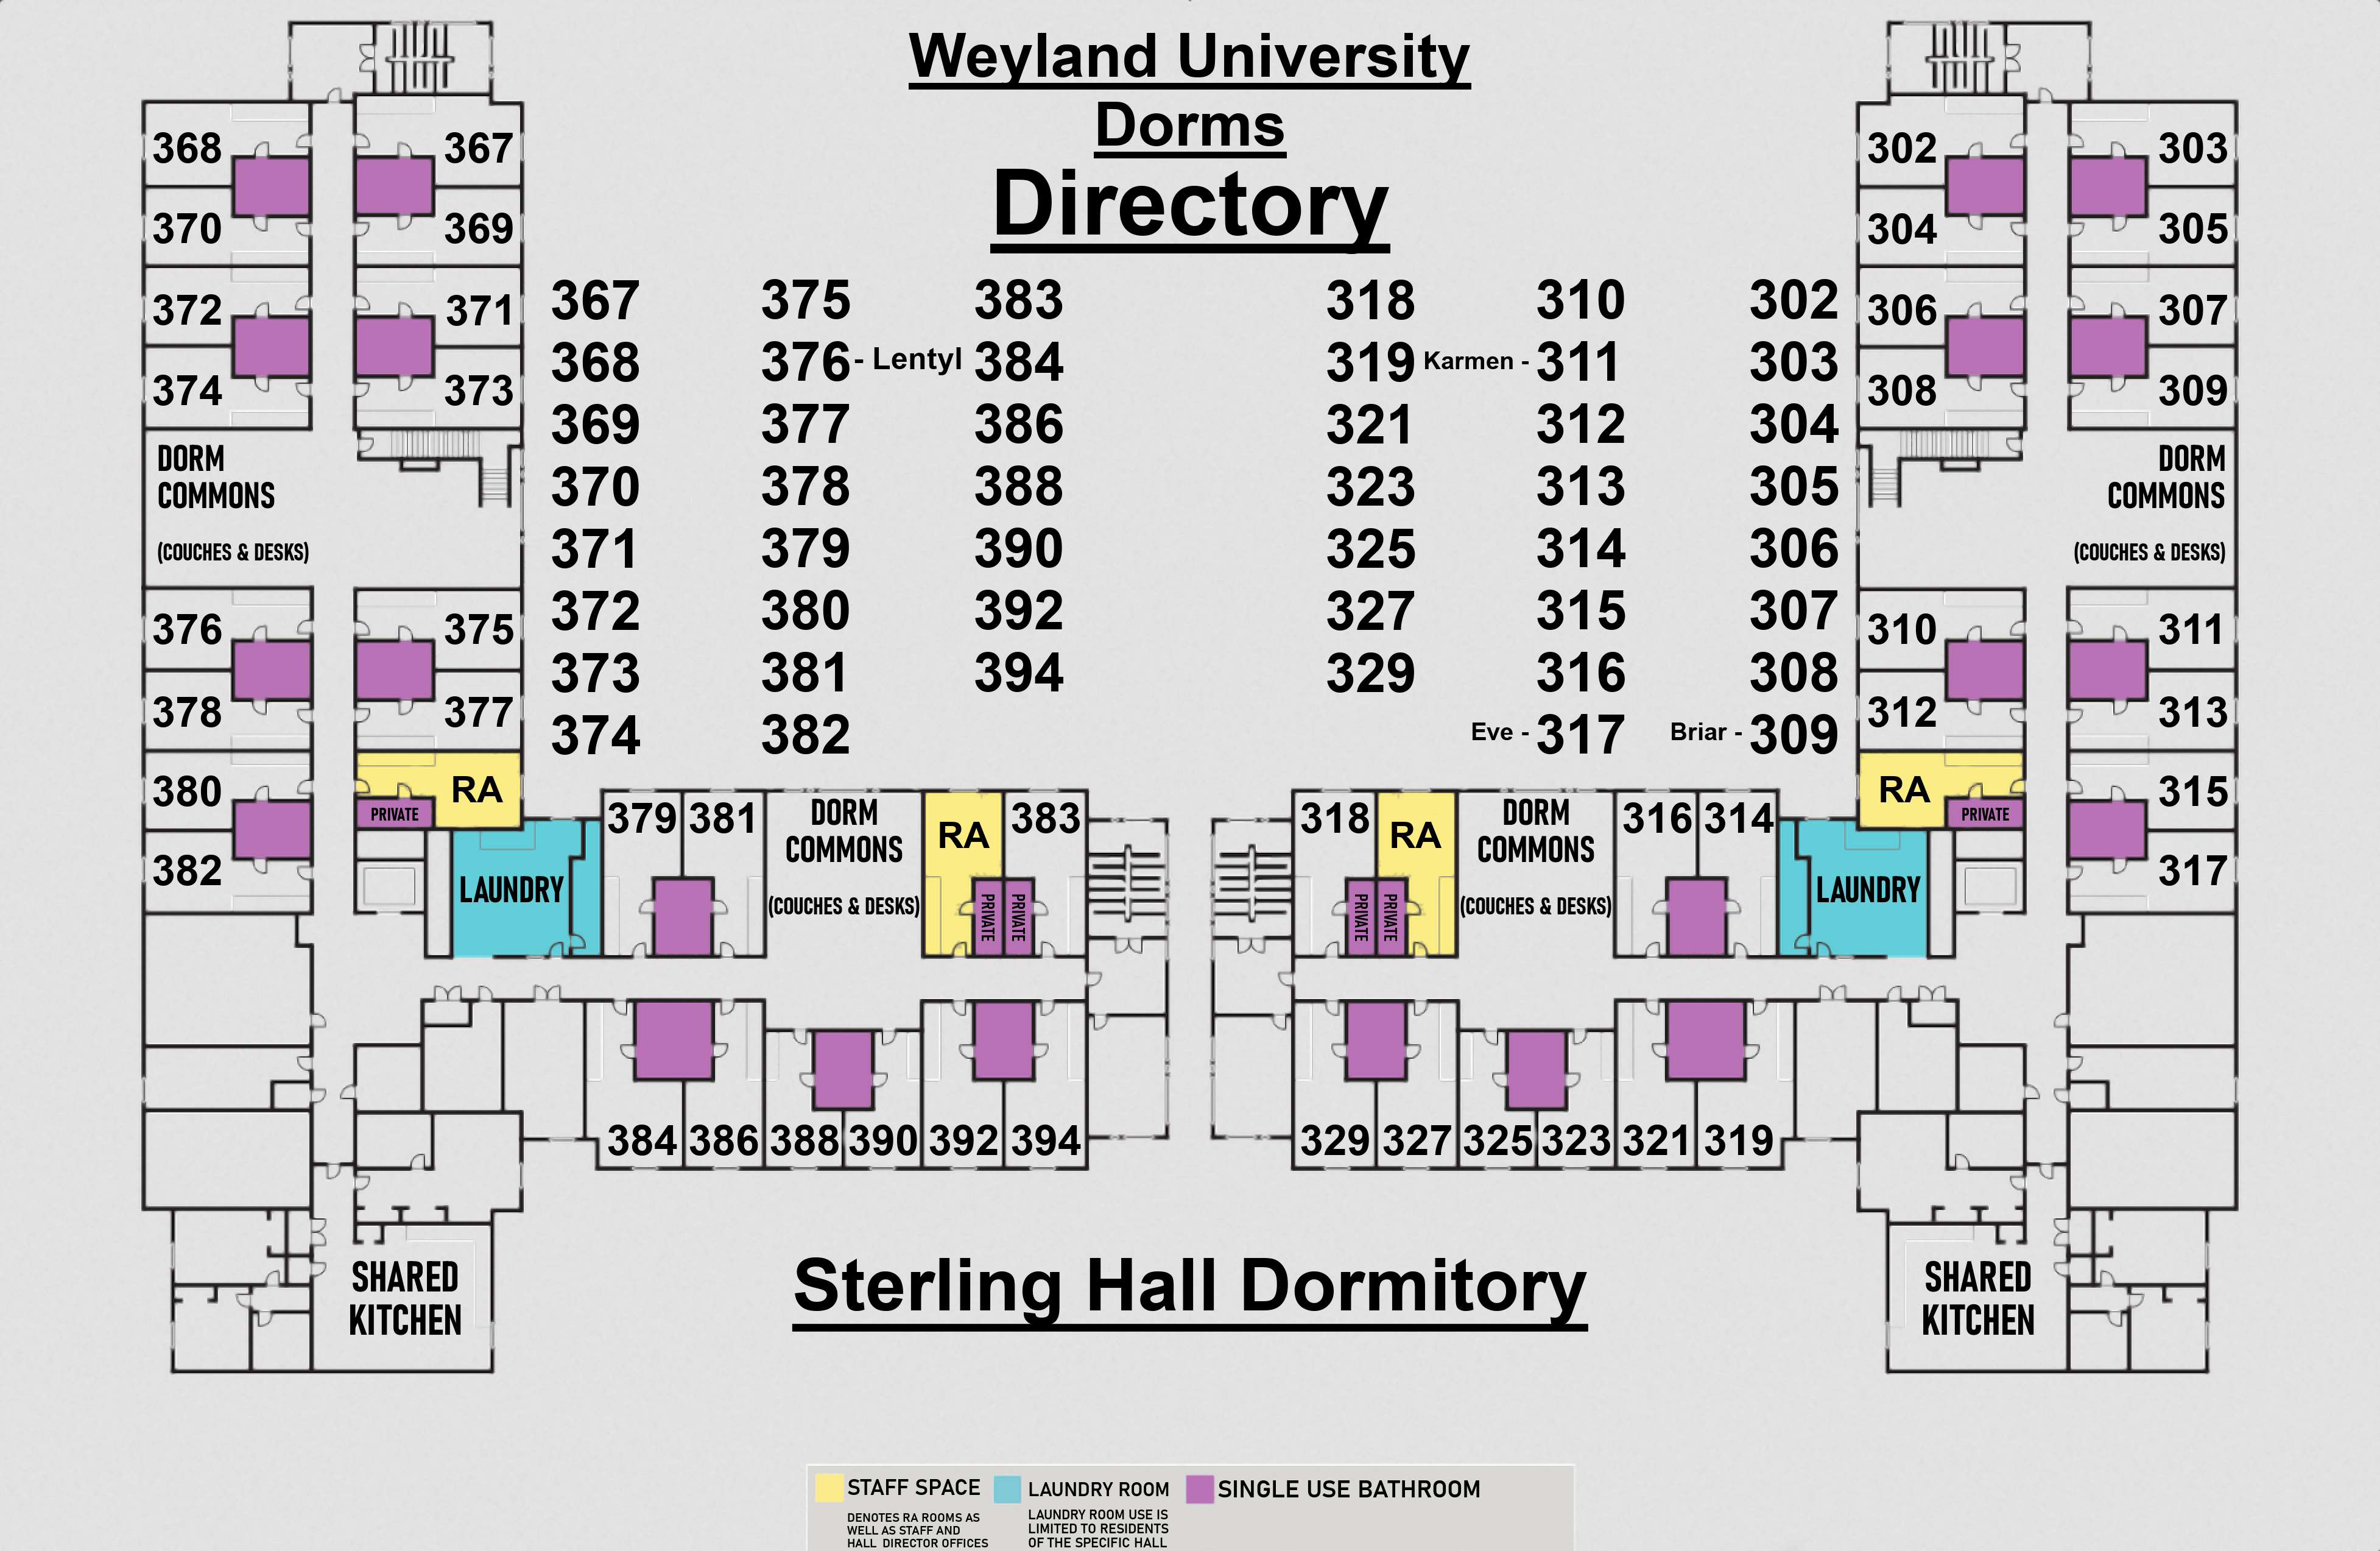 Weyland University
Dorms
Directory
368
367
370
369
372
371
374
373
DORM
COMMONS
(COUCHES & DESKS)
376
375
378
377
380
RA
PRIVATE
382
LAUNDRY
379
381
DORM
COMMONS
(COUCHES & DESKS)
RA
383
PRIVATE
PRIVATE
384
386
388
390
392
394
SHARED
KITCHEN
367
368
369
370
371
372
373
374
375
376 - Lentyl
377
378
379
380
381
382
383
384
386
388
390
392
394
318
319
321
323
325
327
329
310
Karmen - 311
312
313
314
315
316
Eve - 317
302
303
304
305
306
307
308
Briar - 309
302
303
304
305
306
307
308
309
DORM
COMMONS
(COUCHES & DESKS)
310
311
312
313
RA
315
PRIVATE
317
318
RA
DORM
COMMONS
(COUCHES & DESKS)
316
314
LAUNDRY
PRIVATE
PRIVATE
329
327
325
323
321
319
SHARED
KITCHEN
Sterling Hall Dormitory
STAFF SPACE
DENOTES RA ROOMS AS
WELL AS STAFF AND
HALL DIRECTOR OFFICES
LAUNDRY ROOM
LAUNDRY ROOM USE IS
LIMITED TO RESIDENTS
OF THE SPECIFIC HALL
SINGLE USE BATHROOM